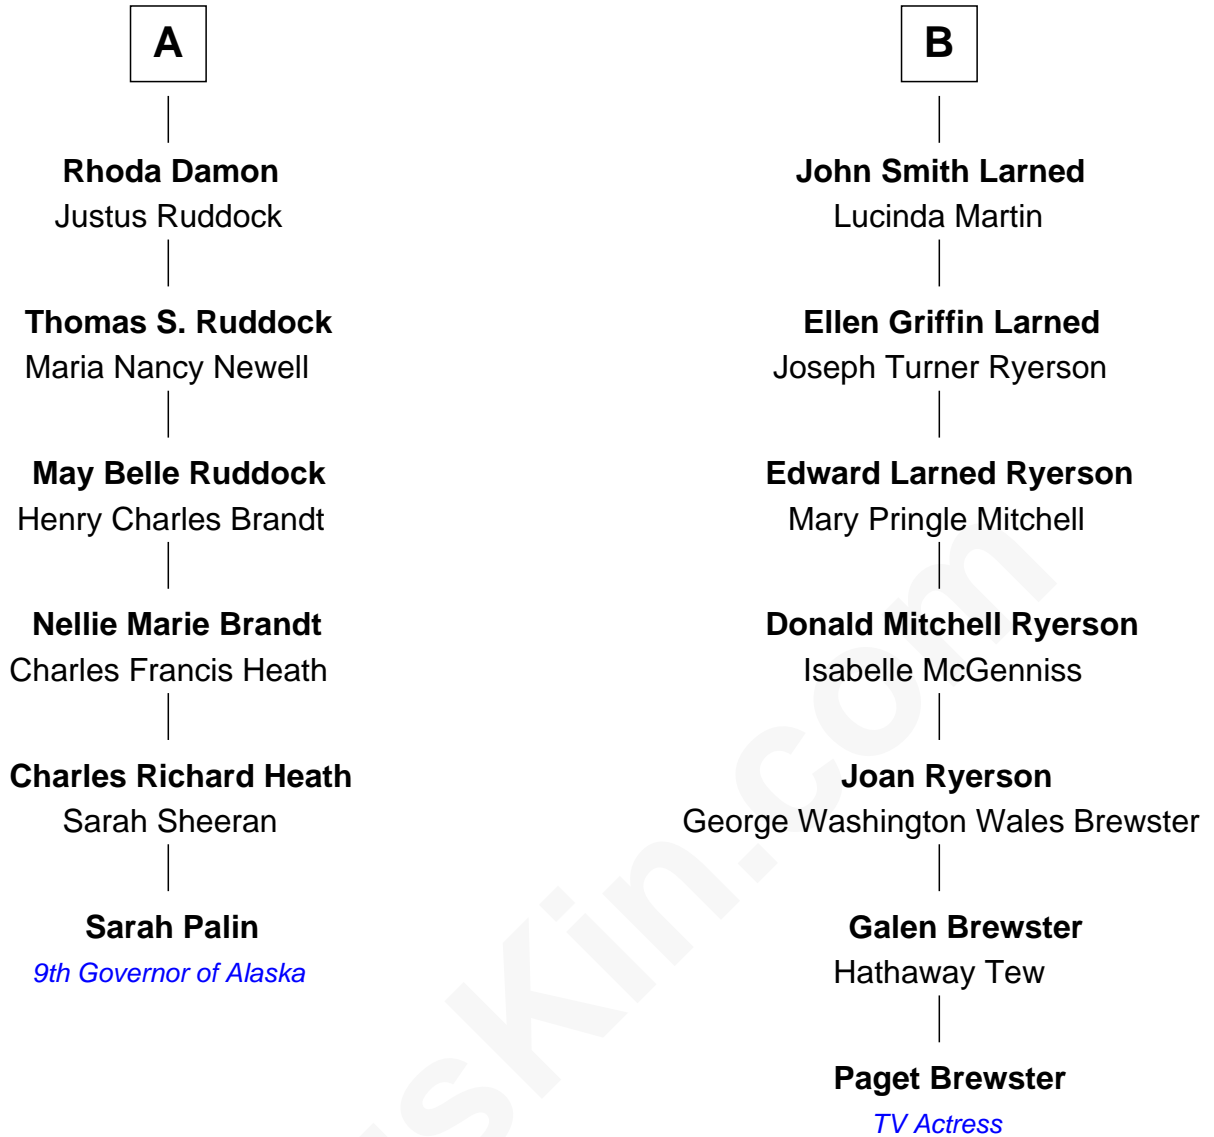 A
Rhoda Damon
Justus Ruddock
Thomas S. Ruddock
Maria Nancy Newell
May Belle Ruddock
Henry Charles Brandt
Nellie Marie Brandt
Charles Francis Heath
Charles Richard Heath
Sarah Sheeran
Sarah Palin
9th Governor of Alaska
B
John Smith Larned
Lucinda Martin
Ellen Griffin Larned
Joseph Turner Ryerson
Edward Larned Ryerson
Mary Pringle Mitchell
Donald Mitchell Ryerson
Isabelle McGenniss
Joan Ryerson
George Washington Wales Brewster
Galen Brewster
Hathaway Tew
Paget Brewster
TV Actress
usKin.com